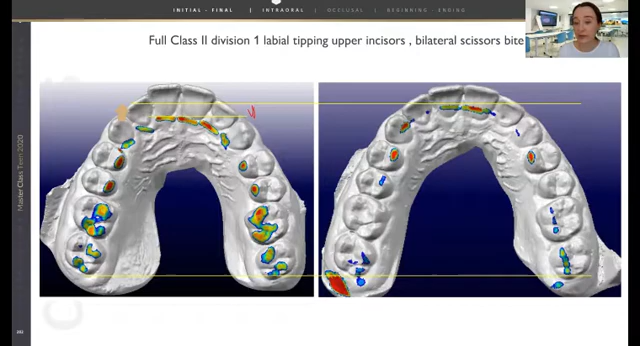 INITIAL - FINAL | INTRAORAL | OCCLUSAL | BEGINNING - ENDING
Full Class II division 1 labial tipping upper incisors , bilateral scissors bite
Master Class Teen 2020